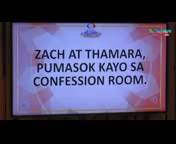 ZACH AT THAMARA,
PUMASOK KAYO SA
CONFESSION ROOM.